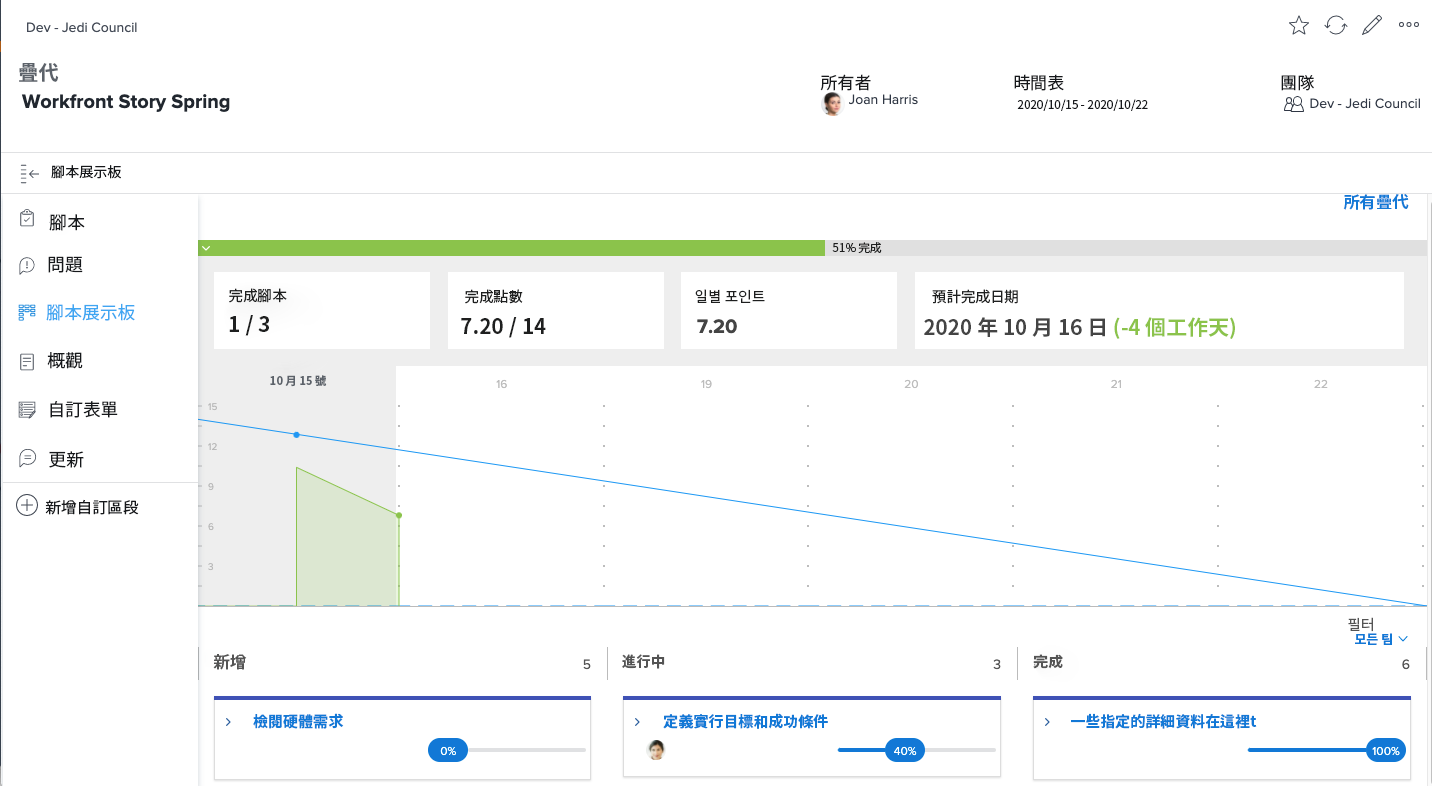 Dev - Jedi Council
疊代
Workfront Story Spring
所有者
Joan Harris
時間表
2020/10/15 - 2020/10/22
團隊
Dev - Jedi Council
腳本展示板
腳本
問題
腳本展示板
概觀
自訂表單
更新
新增自訂區段
所有疊代
51% 完成
完成腳本
1 / 3
完成點數
7.20 / 14
일별 포인트
7.20
預計完成日期
2020 年 10 月 16 日 (-4 個工作天)
10 月 15 號 16 19 20 21 22
15
12
9
6
3
필터
모든 팀
新增 5
進行中 3
完成 6
檢閱硬體需求
0%
定義實行目標和成功條件
40%
一些指定的詳細資料在這裡t
100%